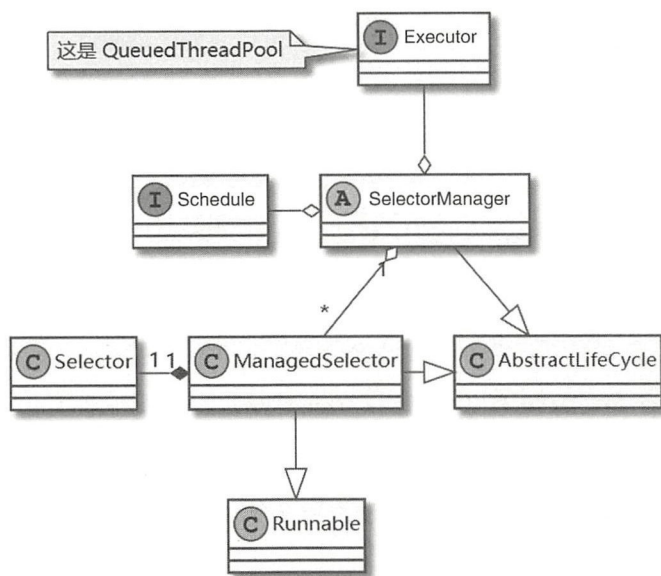 这是 QueuedThreadPool
I Executor
I Schedule
A SelectorManager
1
*
C Selector
1 1
C ManagedSelector
C AbstractLifeCycle
C Runnable